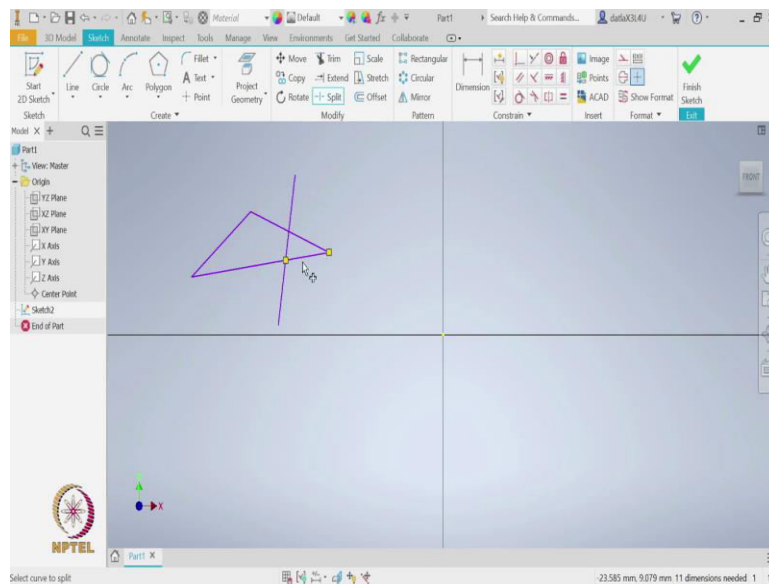 Material Default fx Part1 Search Help & Commands... datlaX3L4U
File 3D Model Sketch Annotate Inspect Tools Manage View Environments Get Started Collaborate
Start 2D Sketch Line Circle Arc Polygon Fillet Text Point Project Geometry Move Copy Rotate Trim Extend Split Scale Stretch Offset Rectangular Circular Mirror Dimension Image Points ACAD Show Format Finish Sketch
Sketch Create Modify Pattern Constrain Insert Format Exit
Model X +
Part1
View: Master
Origin
YZ Plane
XZ Plane
XY Plane
X Axis
Y Axis
Z Axis
Center Point
Sketch2
End of Part
FRONT
X
NPTEL
Part1 X
Select curve to split -23.585 mm, 9.079 mm 11 dimensions needed 1